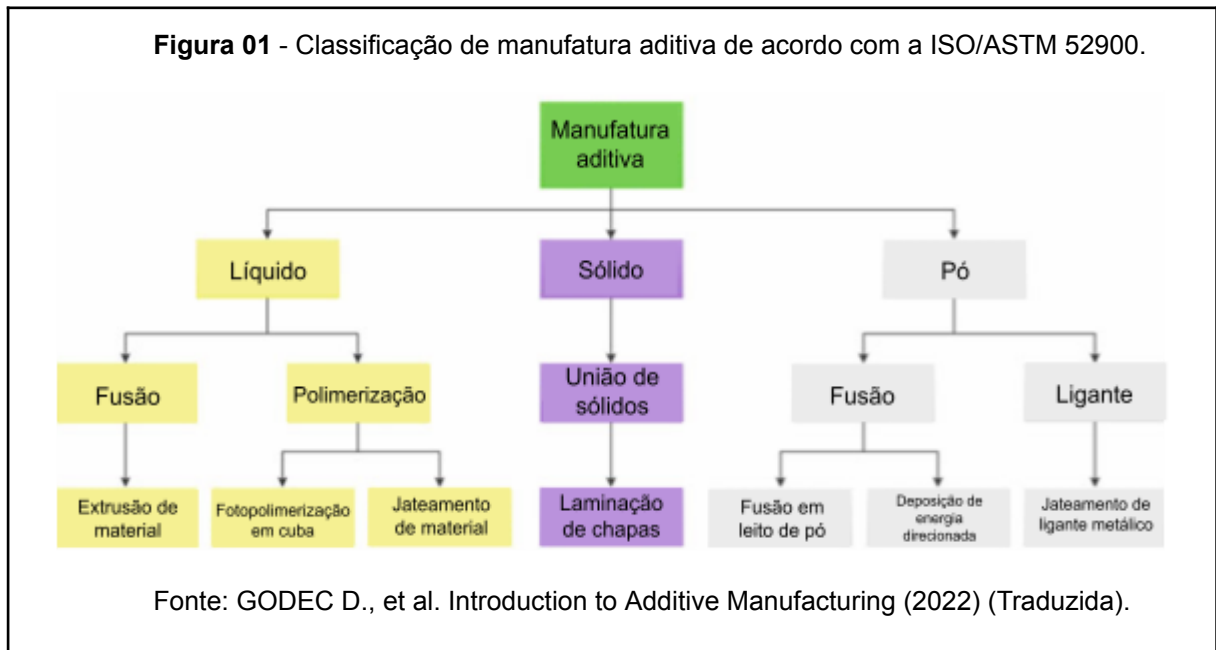 Figura 01 - Classificação de manufatura aditiva de acordo com a ISO/ASTM 52900.
Manufatura
aditiva
Líquido
Sólido
Pó
Fusão
Polimerização
União de
sólidos
Fusão
Ligante
Extrusão de
material
Fotopolimerização
em cuba
Jateamento
de material
Laminação
de chapas
Fusão em
leito de pó
Deposição de
energia
direcionada
Jateamento de
ligante metálico
Fonte: GODEC D., et al. Introduction to Additive Manufacturing (2022) (Traduzida).